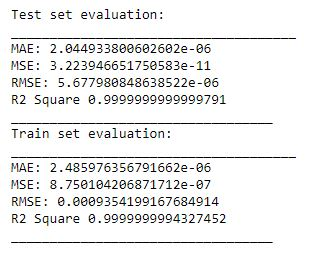 Test set evaluation:
_____________________________________
MAE: 2.044933800602602e-06
MSE: 3.223946651750583e-11
RMSE: 5.677980848638522e-06
R2 Square 0.9999999999999791
__________________________________
Train set evaluation:
_____________________________________
MAE: 2.485976356791662e-06
MSE: 8.750104206871712e-07
RMSE: 0.0009354199167684914
R2 Square 0.9999999994327452
__________________________________